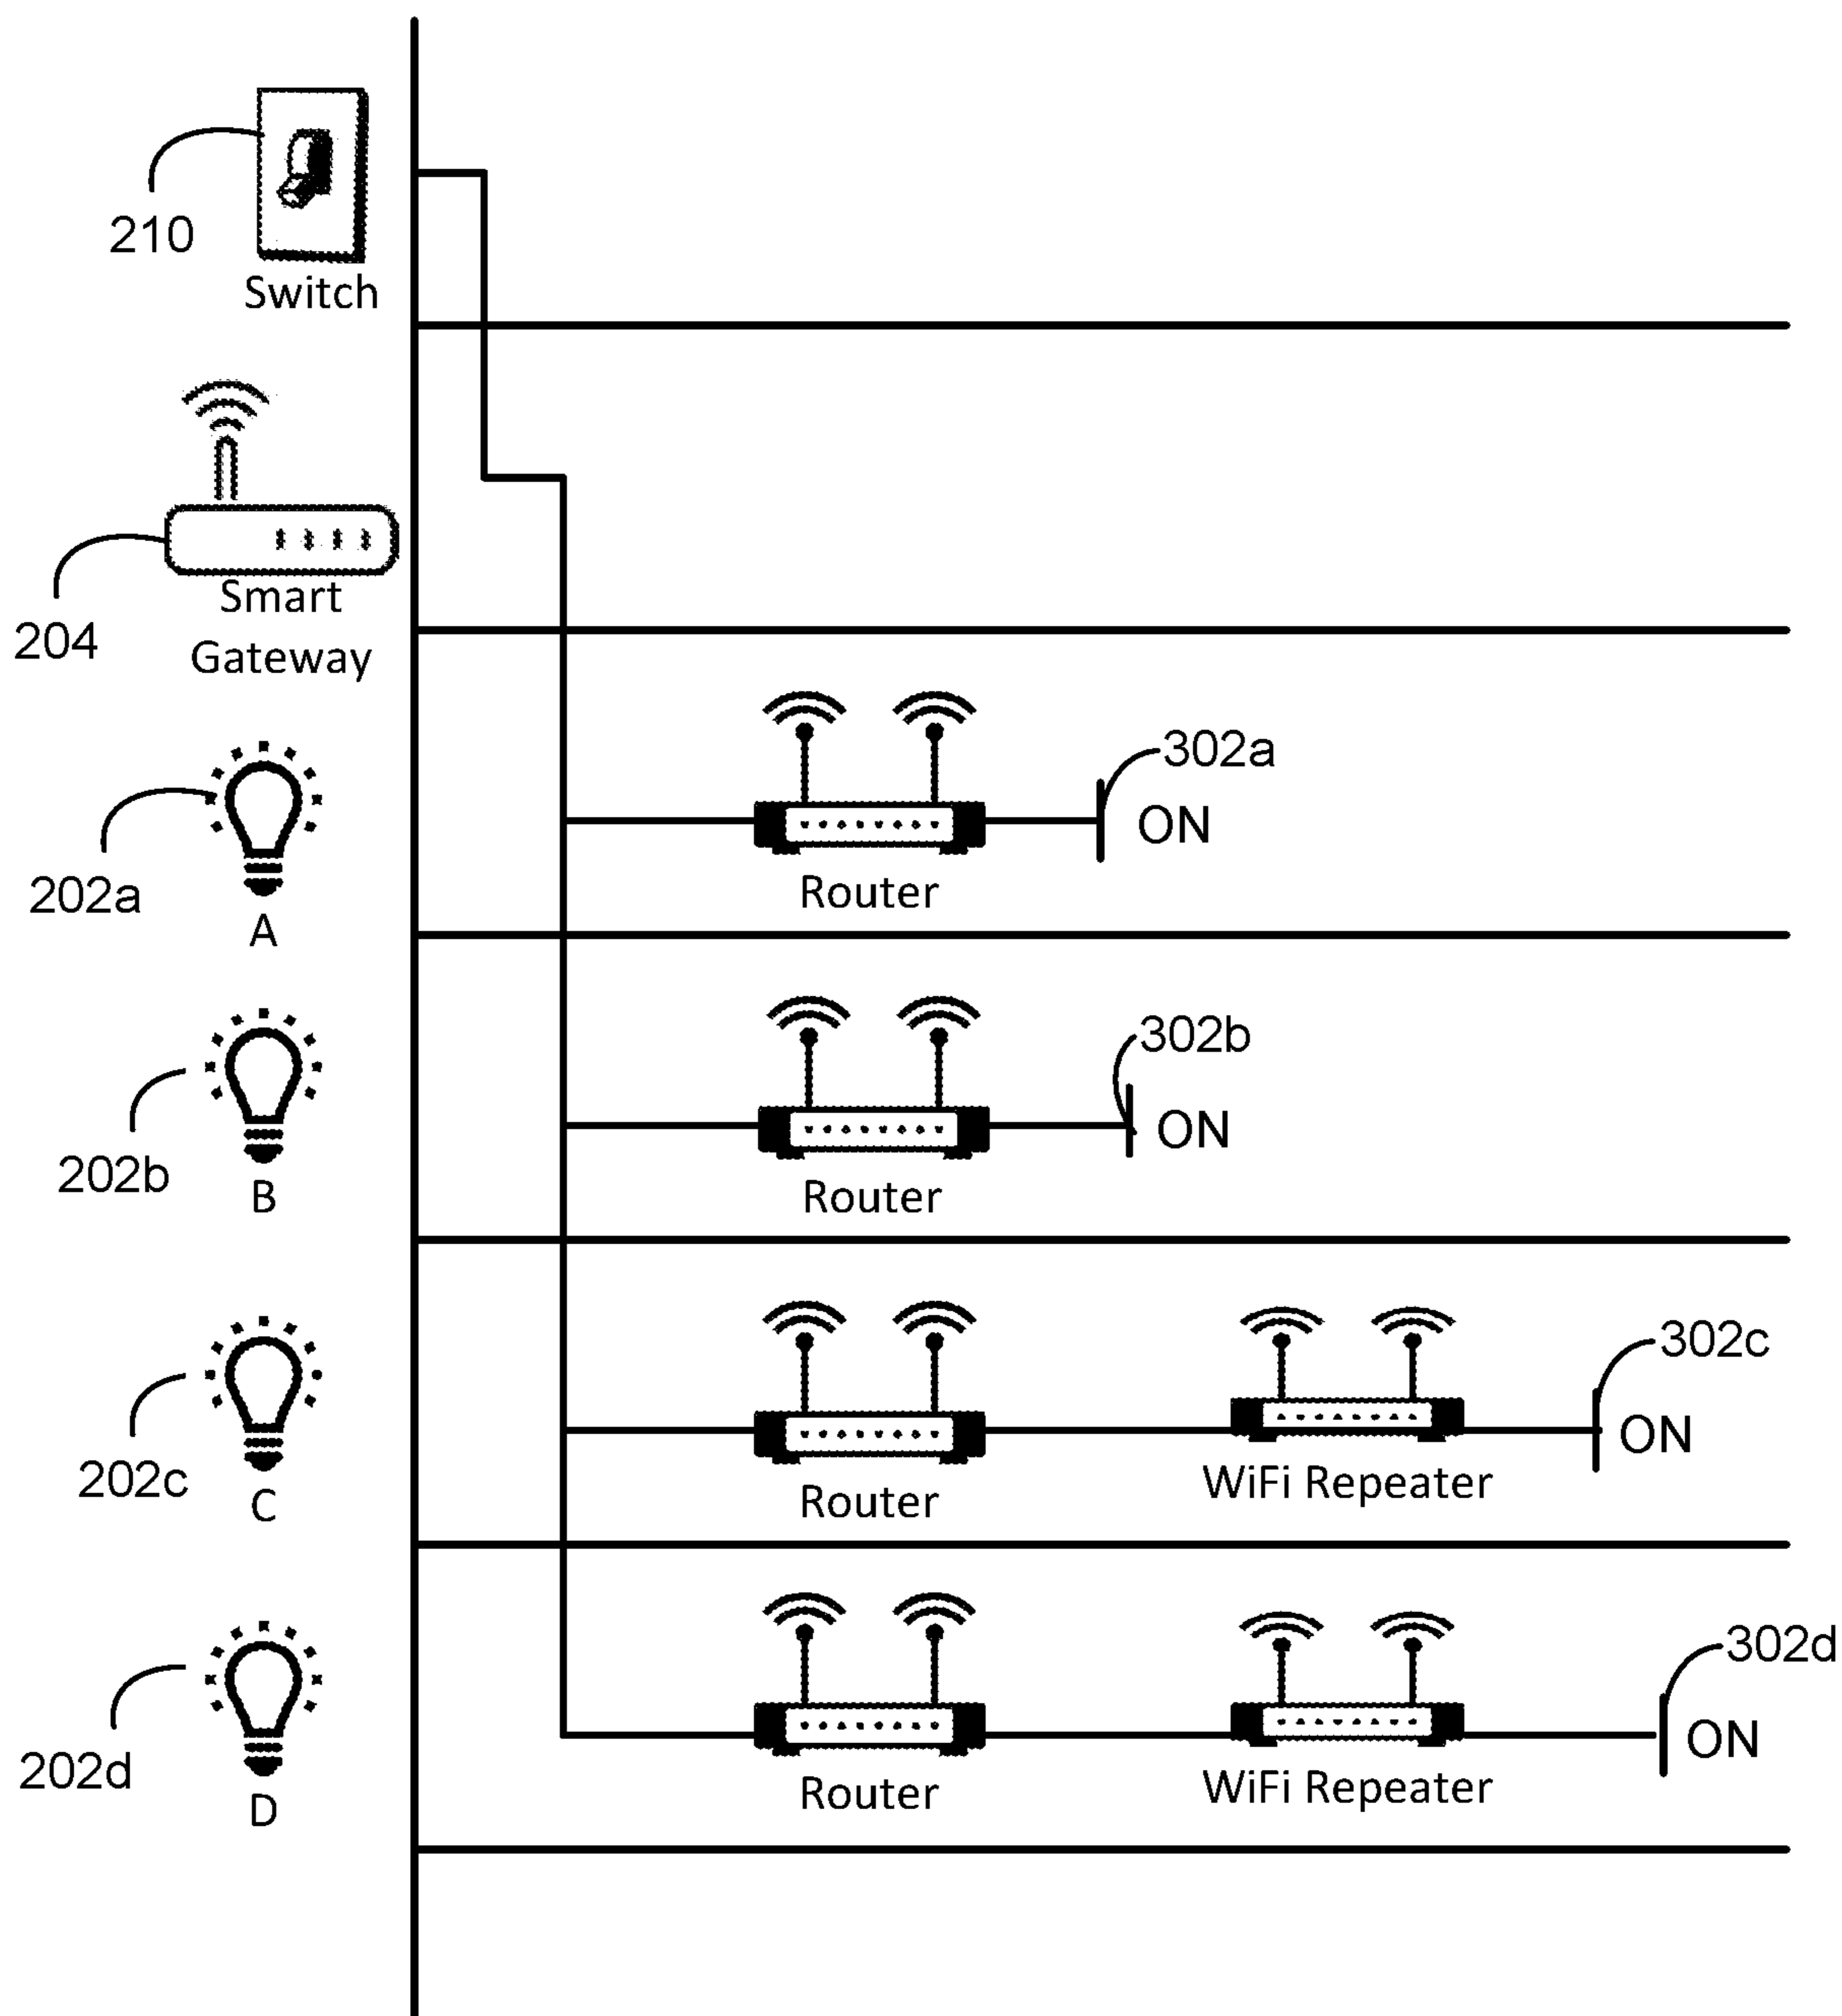 210
Switch
204
Smart
Gateway
302a
ON
202a
A
Router
302b
ON
202b
B
Router
302c
ON
202c
C
Router
WiFi Repeater
302d
ON
202d
D
Router
WiFi Repeater